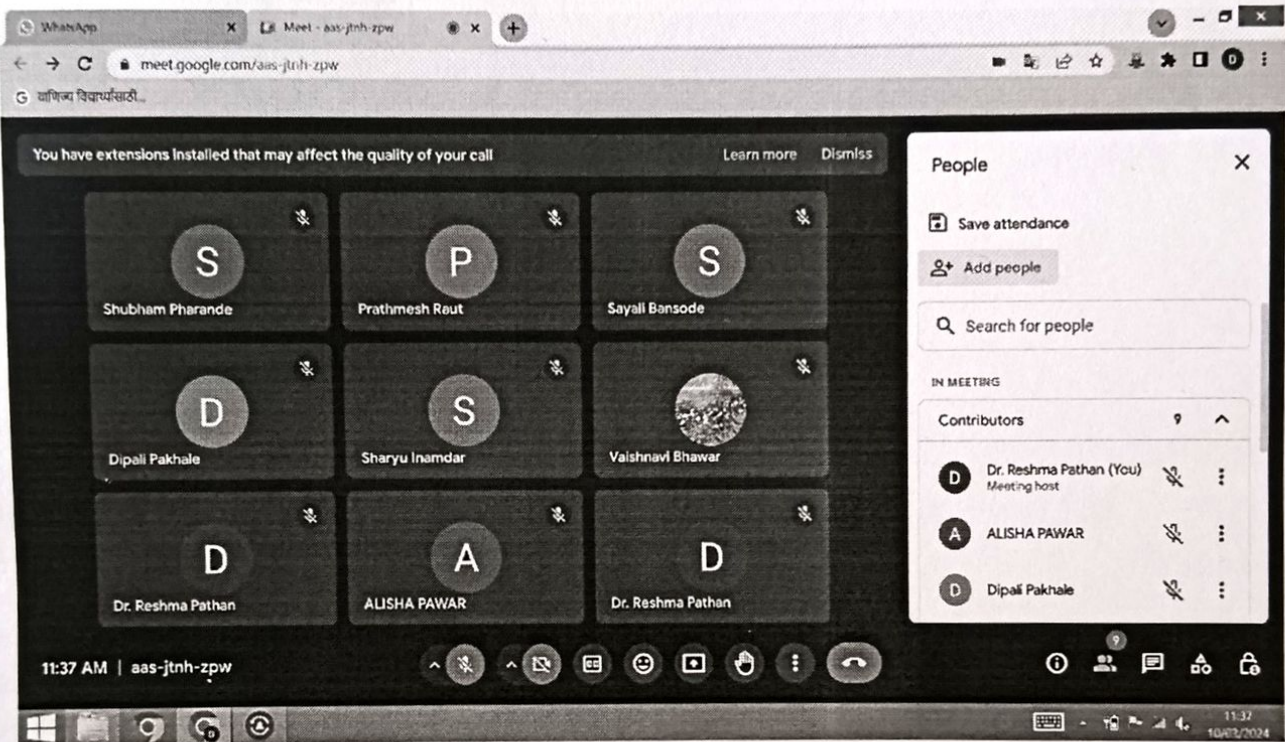 WhatsApp
Meet - aas-jtnh-zpw
meet.google.com/aas-jtnh-zpw
D
G वाणिज्य विद्यार्थ्यांसाठी...
You have extensions installed that may affect the quality of your call
Learn more Dismiss
S
Shubham Pharande
P
Prathmesh Raut
S
Sayali Bansode
D
Dipali Pakhale
S
Sharyu Inamdar
Vaishnavi Bhawar
D
Dr. Reshma Pathan
A
ALISHA PAWAR
D
Dr. Reshma Pathan
People
Save attendance
Add people
Search for people
IN MEETING
Contributors 9
D Dr. Reshma Pathan (You)
Meeting host
A ALISHA PAWAR
D Dipali Pakhale
11:37 AM | aas-jtnh-zpw
CC
9
11:37
10/03/2024